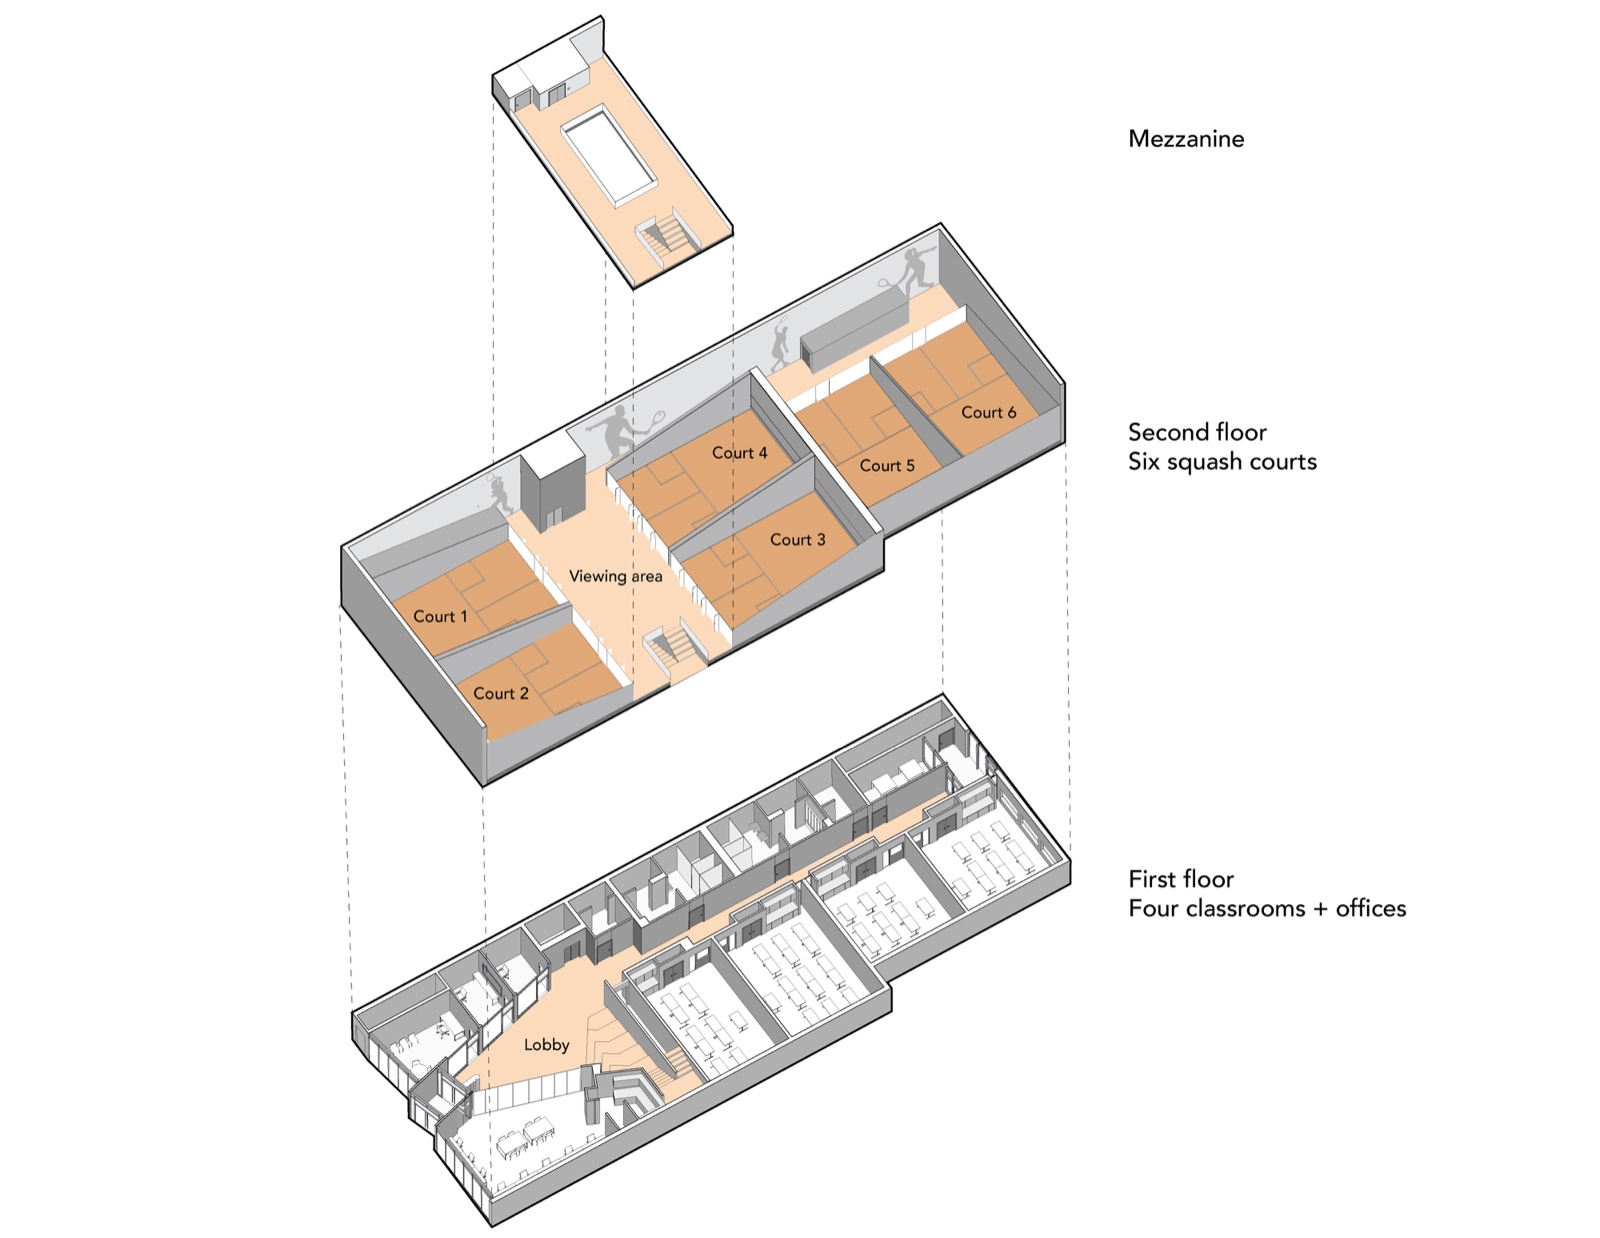 Mezzanine
Second floor
Six squash courts
Court 6
Court 4
Court 5
Court 3
Viewing area
Court 1
Court 2
First floor
Four classrooms + offices
Lobby